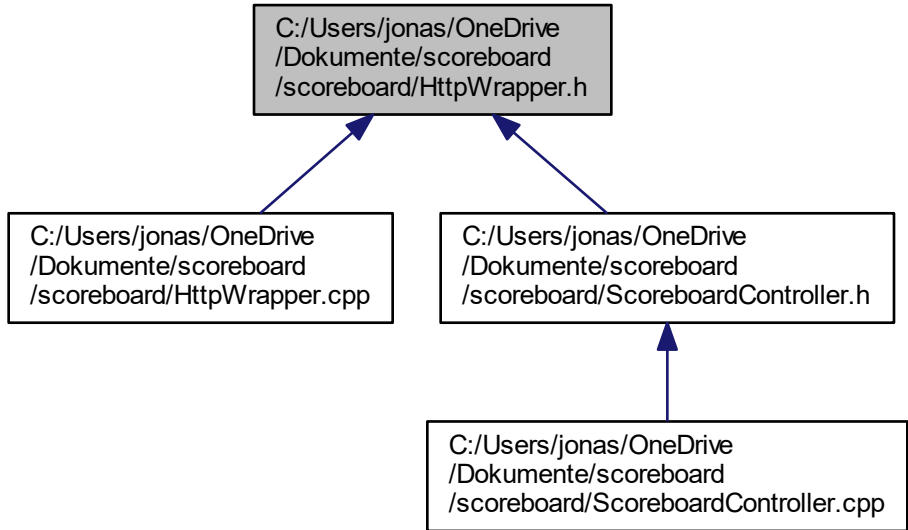 C:/Users/jonas/OneDrive
/Dokumente/scoreboard
/scoreboard/HttpWrapper.h
C:/Users/jonas/OneDrive
/Dokumente/scoreboard
/scoreboard/HttpWrapper.cpp
C:/Users/jonas/OneDrive
/Dokumente/scoreboard
/scoreboard/ScoreboardController.h
C:/Users/jonas/OneDrive
/Dokumente/scoreboard
/scoreboard/ScoreboardController.cpp